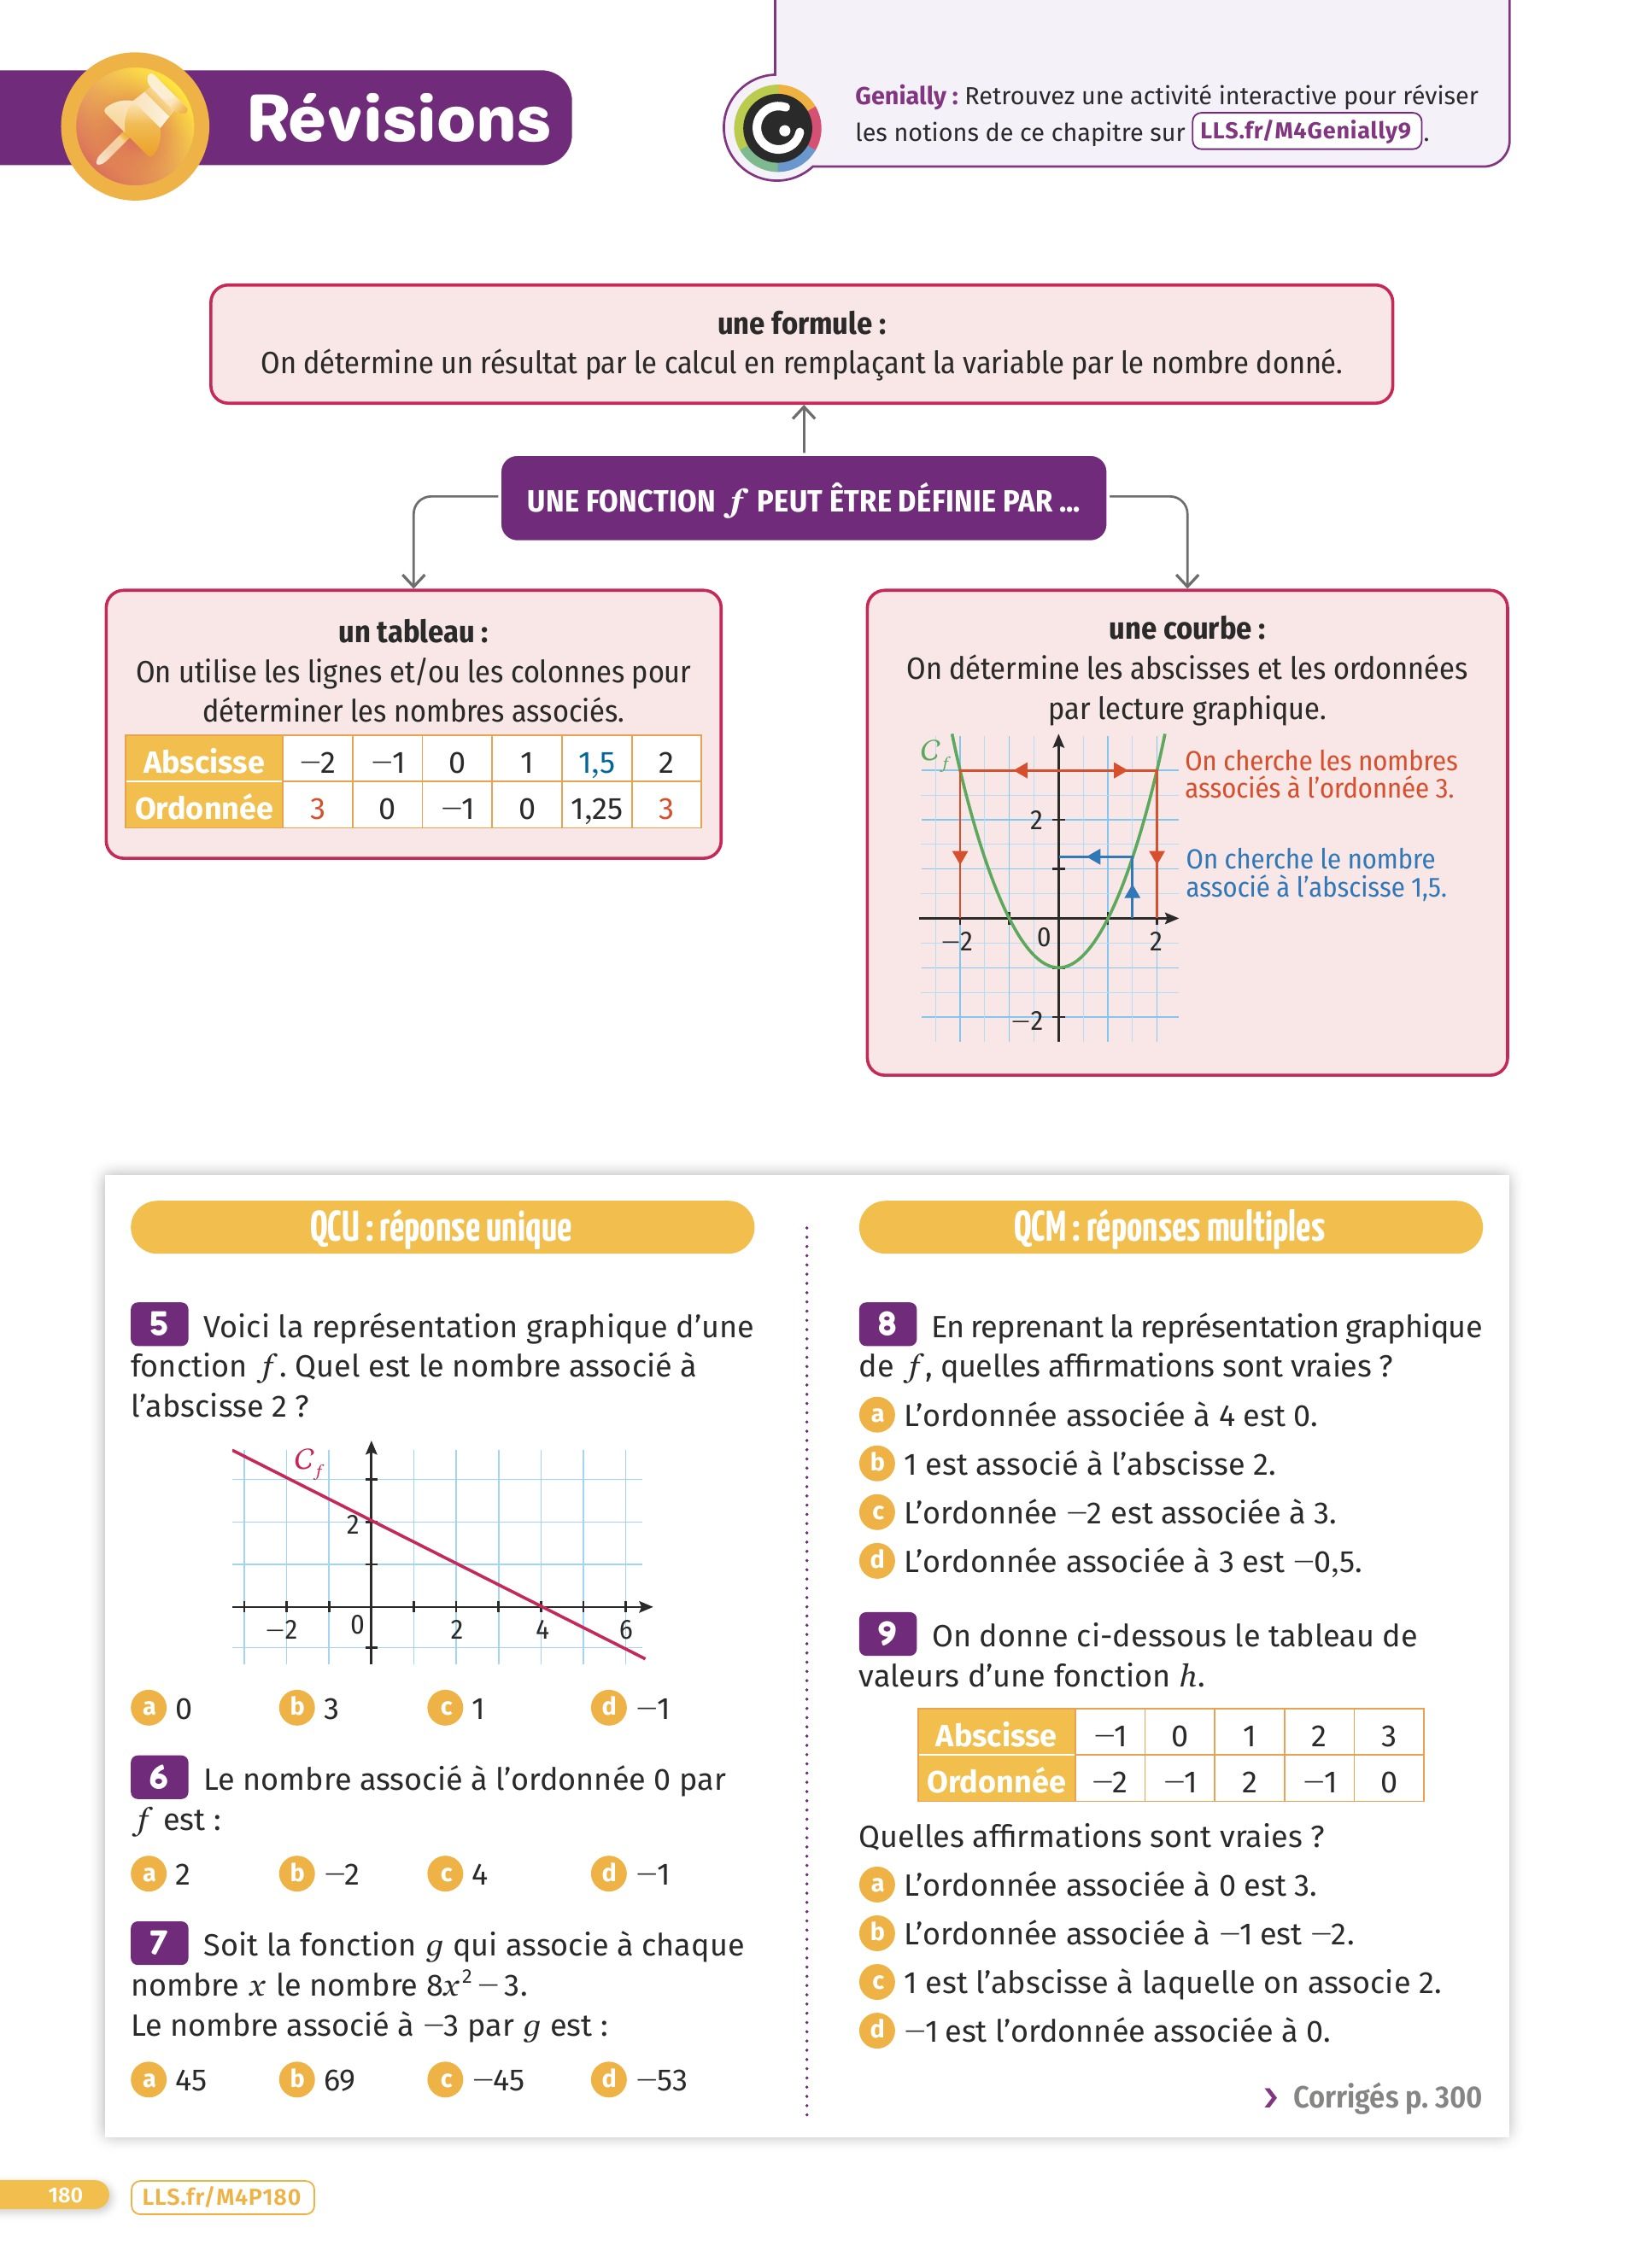 Révisions
Genially : Retrouvez une activité interactive pour réviser
les notions de ce chapitre sur LLS.fr/M4Genially9 .
une formule :
On détermine un résultat par le calcul en remplaçant la variable par le nombre donné.
UNE FONCTION f PEUT ÊTRE DÉFINIE PAR ...
un tableau :
On utilise les lignes et/ou les colonnes pour
déterminer les nombres associés.
Abscisse −2 −1 0 1 1,5 2
Ordonnée 3 0 −1 0 1,25 3
une courbe :
On détermine les abscisses et les ordonnées
par lecture graphique.
C_f
On cherche les nombres
associés à l’ordonnée 3.
2
On cherche le nombre
associé à l’abscisse 1,5.
−2 0 2
−2
QCU : réponse unique
5 Voici la représentation graphique d’une
fonction f. Quel est le nombre associé à
l’abscisse 2 ?
C_f
2
−2 0 2 4 6
a 0 b 3 c 1 d −1
6 Le nombre associé à l’ordonnée 0 par
f est :
a 2 b −2 c 4 d −1
7 Soit la fonction g qui associe à chaque
nombre x le nombre 8x² − 3.
Le nombre associé à −3 par g est :
a 45 b 69 c −45 d −53
QCM : réponses multiples
8 En reprenant la représentation graphique
de f, quelles affirmations sont vraies ?
a L’ordonnée associée à 4 est 0.
b 1 est associé à l’abscisse 2.
c L’ordonnée −2 est associée à 3.
d L’ordonnée associée à 3 est −0,5.
9 On donne ci-dessous le tableau de
valeurs d’une fonction h.
Abscisse −1 0 1 2 3
Ordonnée −2 −1 2 −1 0
Quelles affirmations sont vraies ?
a L’ordonnée associée à 0 est 3.
b L’ordonnée associée à −1 est −2.
c 1 est l’abscisse à laquelle on associe 2.
d −1 est l’ordonnée associée à 0.
› Corrigés p. 300
180 LLS.fr/M4P180